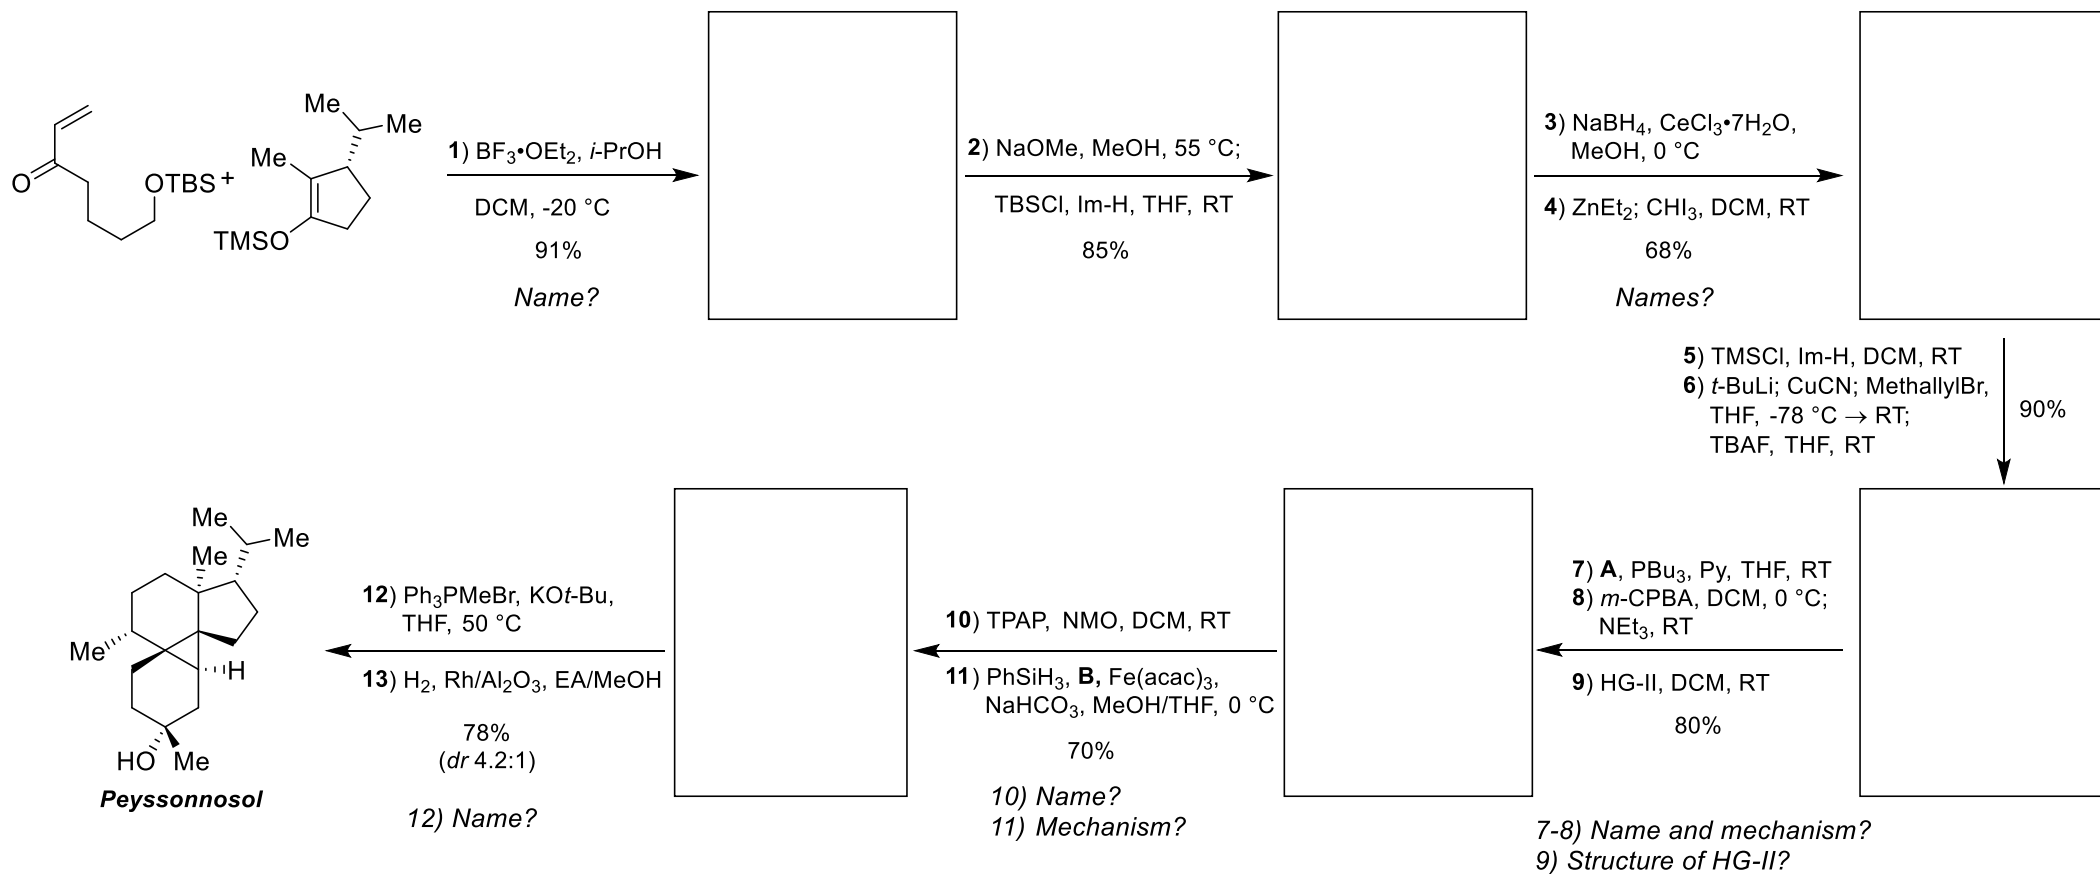 O
OTBS
+
Me
Me
Me
TMSO
1) BF₃•OEt₂, i-PrOH
DCM, -20 °C
91%
Name?
2) NaOMe, MeOH, 55 °C;
TBSCl, Im-H, THF, RT
85%
3) NaBH₄, CeCl₃•7H₂O,
MeOH, 0 °C
4) ZnEt₂; CHI₃, DCM, RT
68%
Names?
5) TMSCl, Im-H, DCM, RT
6) t-BuLi; CuCN; MethallylBr,
THF, -78 °C → RT;
TBAF, THF, RT
90%
7) A, PBu₃, Py, THF, RT
8) m-CPBA, DCM, 0 °C;
NEt₃, RT
9) HG-II, DCM, RT
80%
7-8) Name and mechanism?
9) Structure of HG-II?
10) TPAP, NMO, DCM, RT
11) PhSiH₃, B, Fe(acac)₃,
NaHCO₃, MeOH/THF, 0 °C
70%
10) Name?
11) Mechanism?
12) Ph₃PMeBr, KOt-Bu,
THF, 50 °C
13) H₂, Rh/Al₂O₃, EA/MeOH
78%
(dr 4.2:1)
12) Name?
Me
Me
Me
Me
H
HO
Me
Peyssonnosol